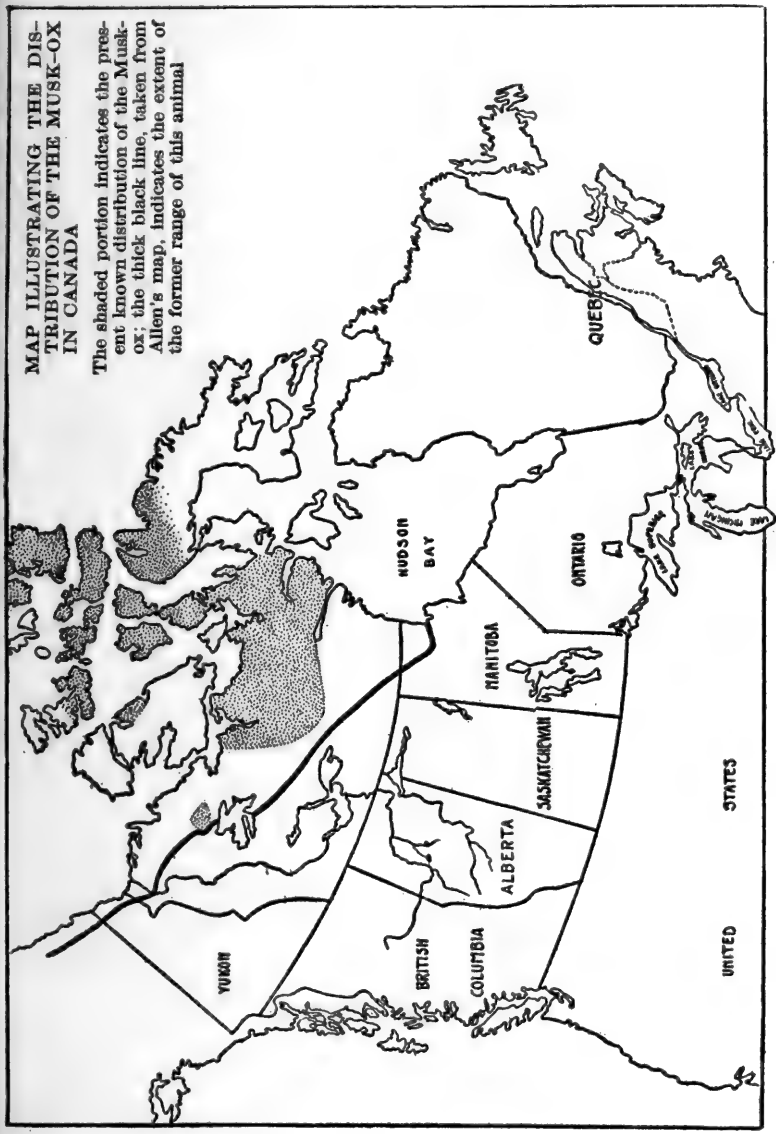 MAP ILLUSTRATING THE DIS-
TRIBUTION OF THE MUSK-OX
IN CANADA
The shaded portion indicates the pres-
ent known distribution of the Musk-
ox; the thick black line, taken from
Allen's map, indicates the extent of
the former range of this animal
YUKON
HUDSON
BAY
BRITISH
COLUMBIA
ALBERTA
SASKATCHEWAN
MANITOBA
ONTARIO
QUEBEC
LAKE SUPERIOR
LAKE MICHIGAN
UNITED
STATES